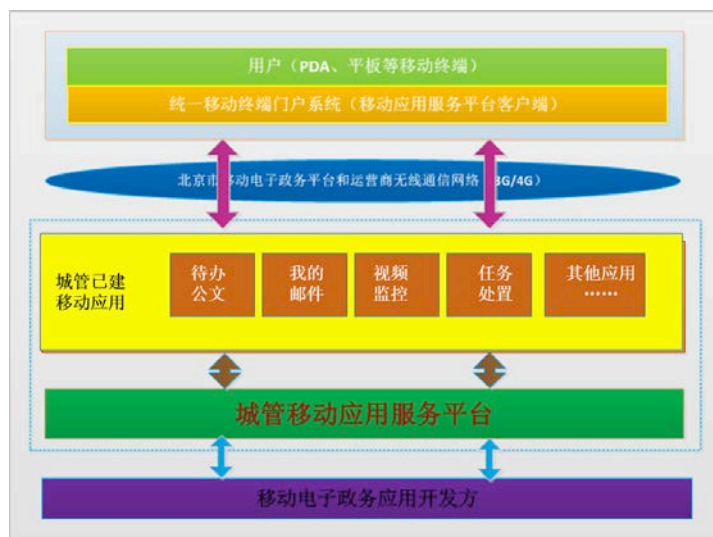 用户（PDA、平板等移动终端）
统一移动终端门户系统（移动应用服务平台客户端）
北京市移动电子政务平台和运营商无线通信网络（3G/4G）
城管已建
移动应用
待办
公文
我的
邮件
视频
监控
任务
处置
其他应用
……
城管移动应用服务平台
移动电子政务应用开发方